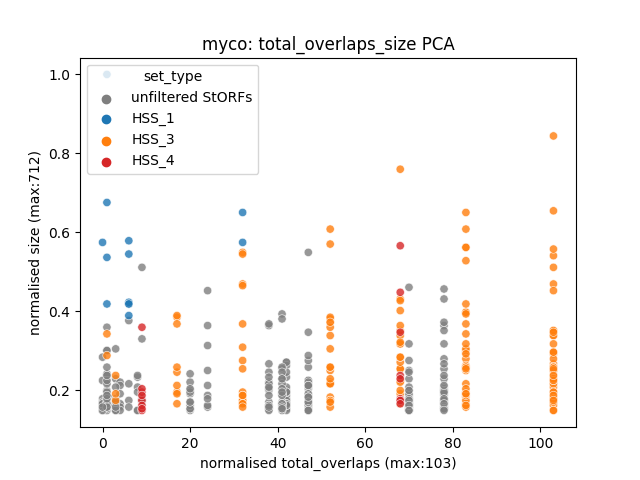 myco: total_overlaps_size PCA
1.0
0.8
0.6
0.4
0.2
normalised size (max:712)
set_type
unfiltered StORFs
HSS_1
HSS_3
HSS_4
0
20
40
60
80
100
normalised total_overlaps (max:103)